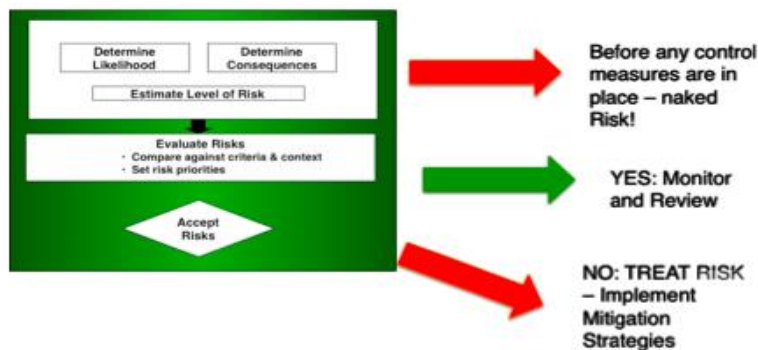 Determine
Likelihood
Determine
Consequences
Estimate Level of Risk
Evaluate Risks
· Compare against criteria & context
· Set risk priorities
Accept
Risks
Before any control
measures are in
place – naked
Risk!
YES: Monitor
and Review
NO: TREAT RISK
– Implement
Mitigation
Strategies